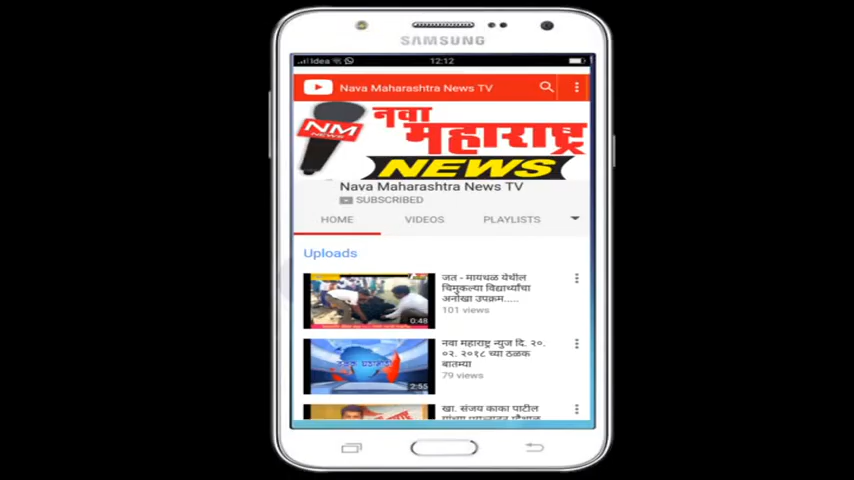 SAMSUNG
Idea
12:12
Nava Maharashtra News TV
NM
NEWS
नवा
महाराष्ट्र
NEWS
Nava Maharashtra News TV
SUBSCRIBED
HOME VIDEOS PLAYLISTS
Uploads
जत - मायथळ येथील
चिमुकल्या विद्यार्थ्यांचा
अनोखा उपक्रम.....
101 views
0:48
नवा महाराष्ट्र न्युज दि. २०.
०२. २०१८ च्या ठळक
बातम्या
79 views
2:55
खा. संजय काका पाटील